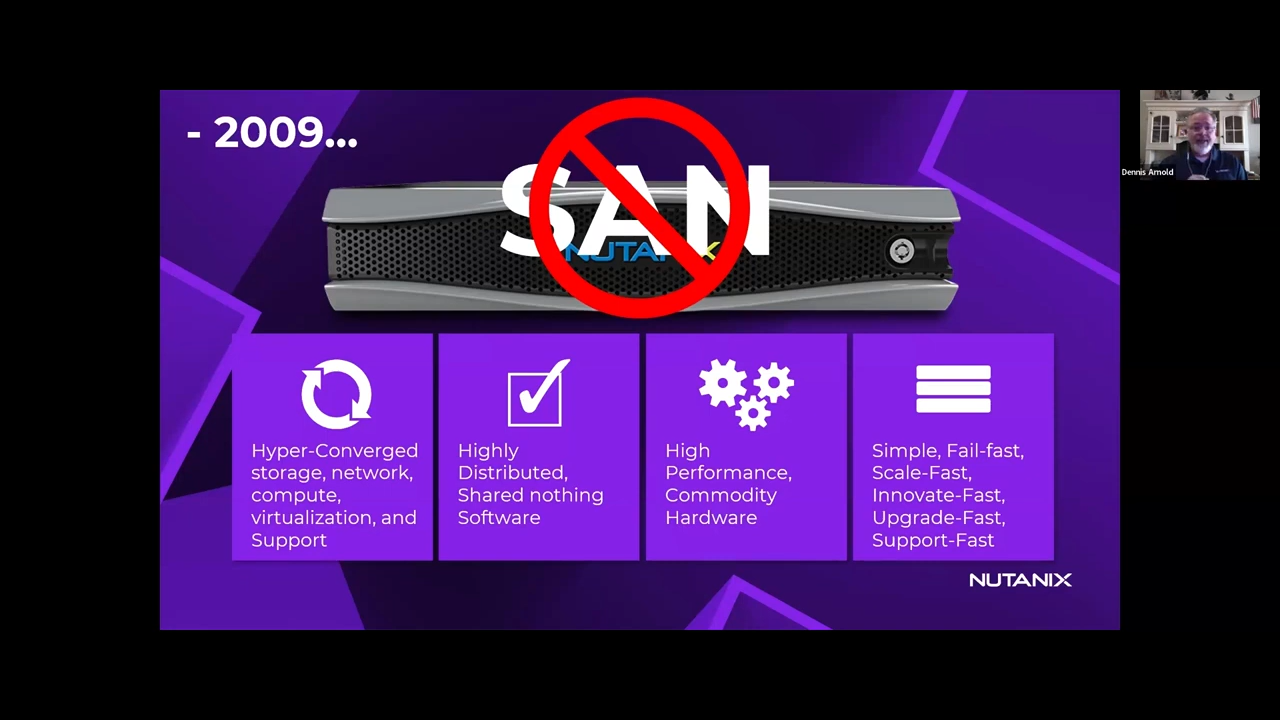 - 2009...
SAN
NUTANIX
Hyper-Converged
storage, network,
compute,
virtualization, and
Support
Highly
Distributed,
Shared nothing
Software
High
Performance,
Commodity
Hardware
Simple, Fail-fast,
Scale-Fast,
Innovate-Fast,
Upgrade-Fast,
Support-Fast
NUTANIX
Dennis Arnold